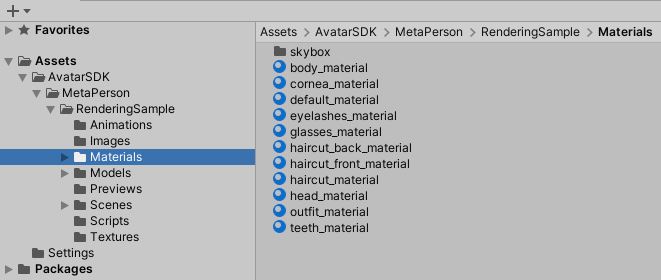 Favorites
Assets
AvatarSDK
MetaPerson
RenderingSample
Animations
Images
Materials
Models
Previews
Scenes
Scripts
Textures
Settings
Packages
Assets > AvatarSDK > MetaPerson > RenderingSample > Materials
skybox
body_material
cornea_material
default_material
eyelashes_material
glasses_material
haircut_back_material
haircut_front_material
haircut_material
head_material
outfit_material
teeth_material